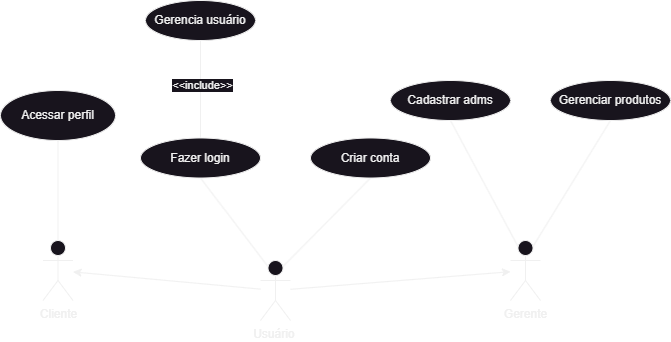 Gerencia usuário
<<include>>
Acessar perfil
Cadastrar adms
Gerenciar produtos
Fazer login
Criar conta
Cliente
Usuário
Gerente